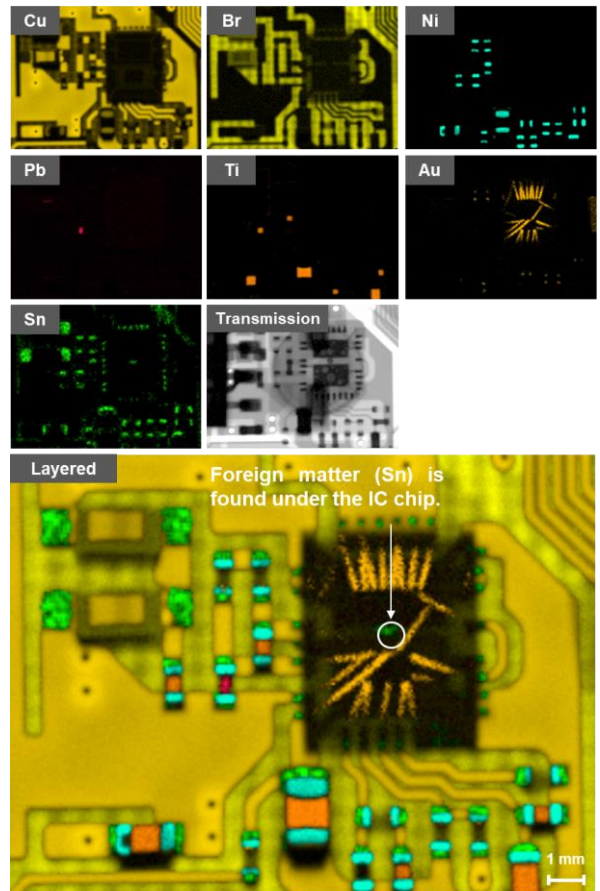 Cu
Br
Ni
Pb
Ti
Au
Sn
Transmission
Layered
Foreign matter (Sn) is
found under the IC chip.
1 mm